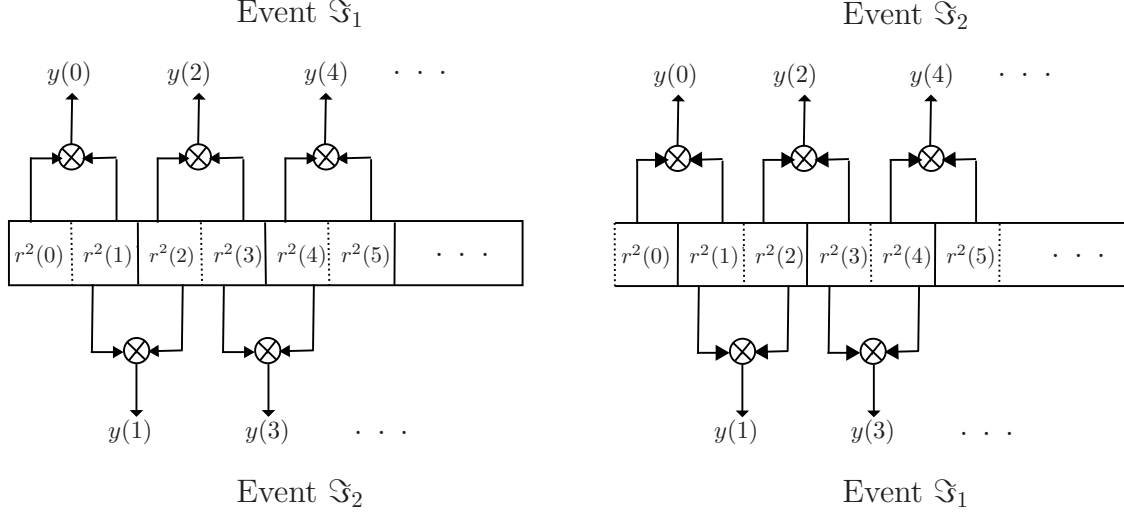 Event ℑ₁
y(0) y(2) y(4) · · ·
r²(0) r²(1) r²(2) r²(3) r²(4) r²(5) · · ·
y(1) y(3) · · ·
Event ℑ₂
Event ℑ₂
y(0) y(2) y(4) · · ·
r²(0) r²(1) r²(2) r²(3) r²(4) r²(5) · · ·
y(1) y(3) · · ·
Event ℑ₁